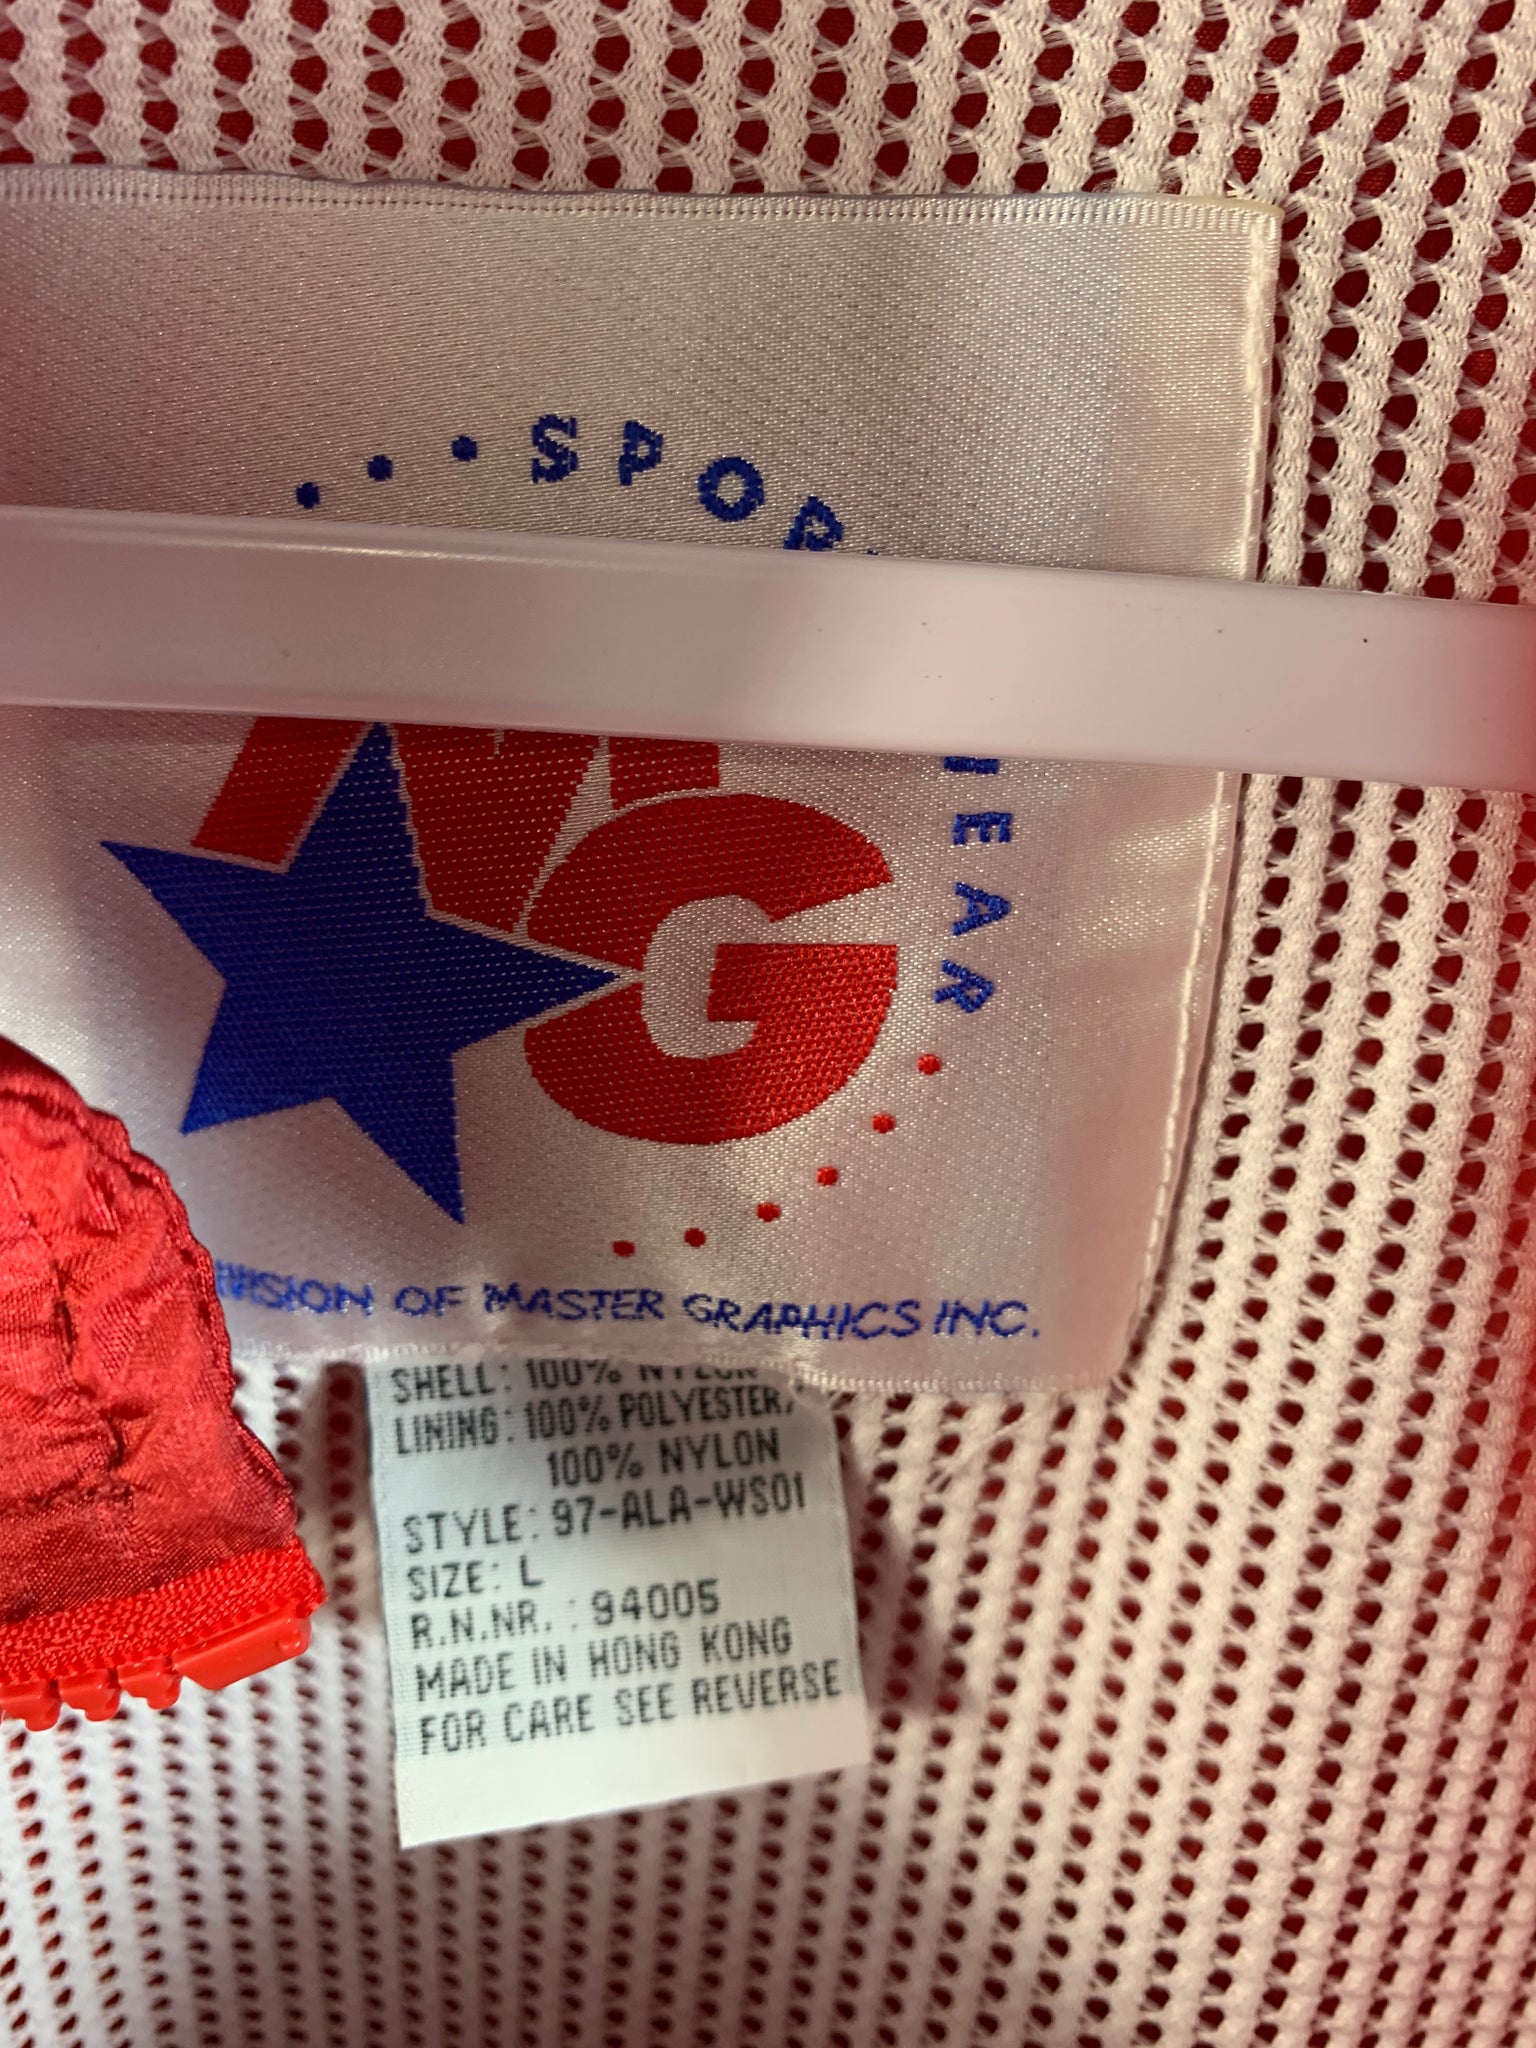 SPOR
EAR
MG
DIVISION OF MASTER GRAPHICS INC.
SHELL: 100% NYLON
LINING: 100% POLYESTER/
100% NYLON
STYLE: 97-ALA-WS01
SIZE: L
R.N.NR. : 94005
MADE IN HONG KONG
FOR CARE SEE REVERSE